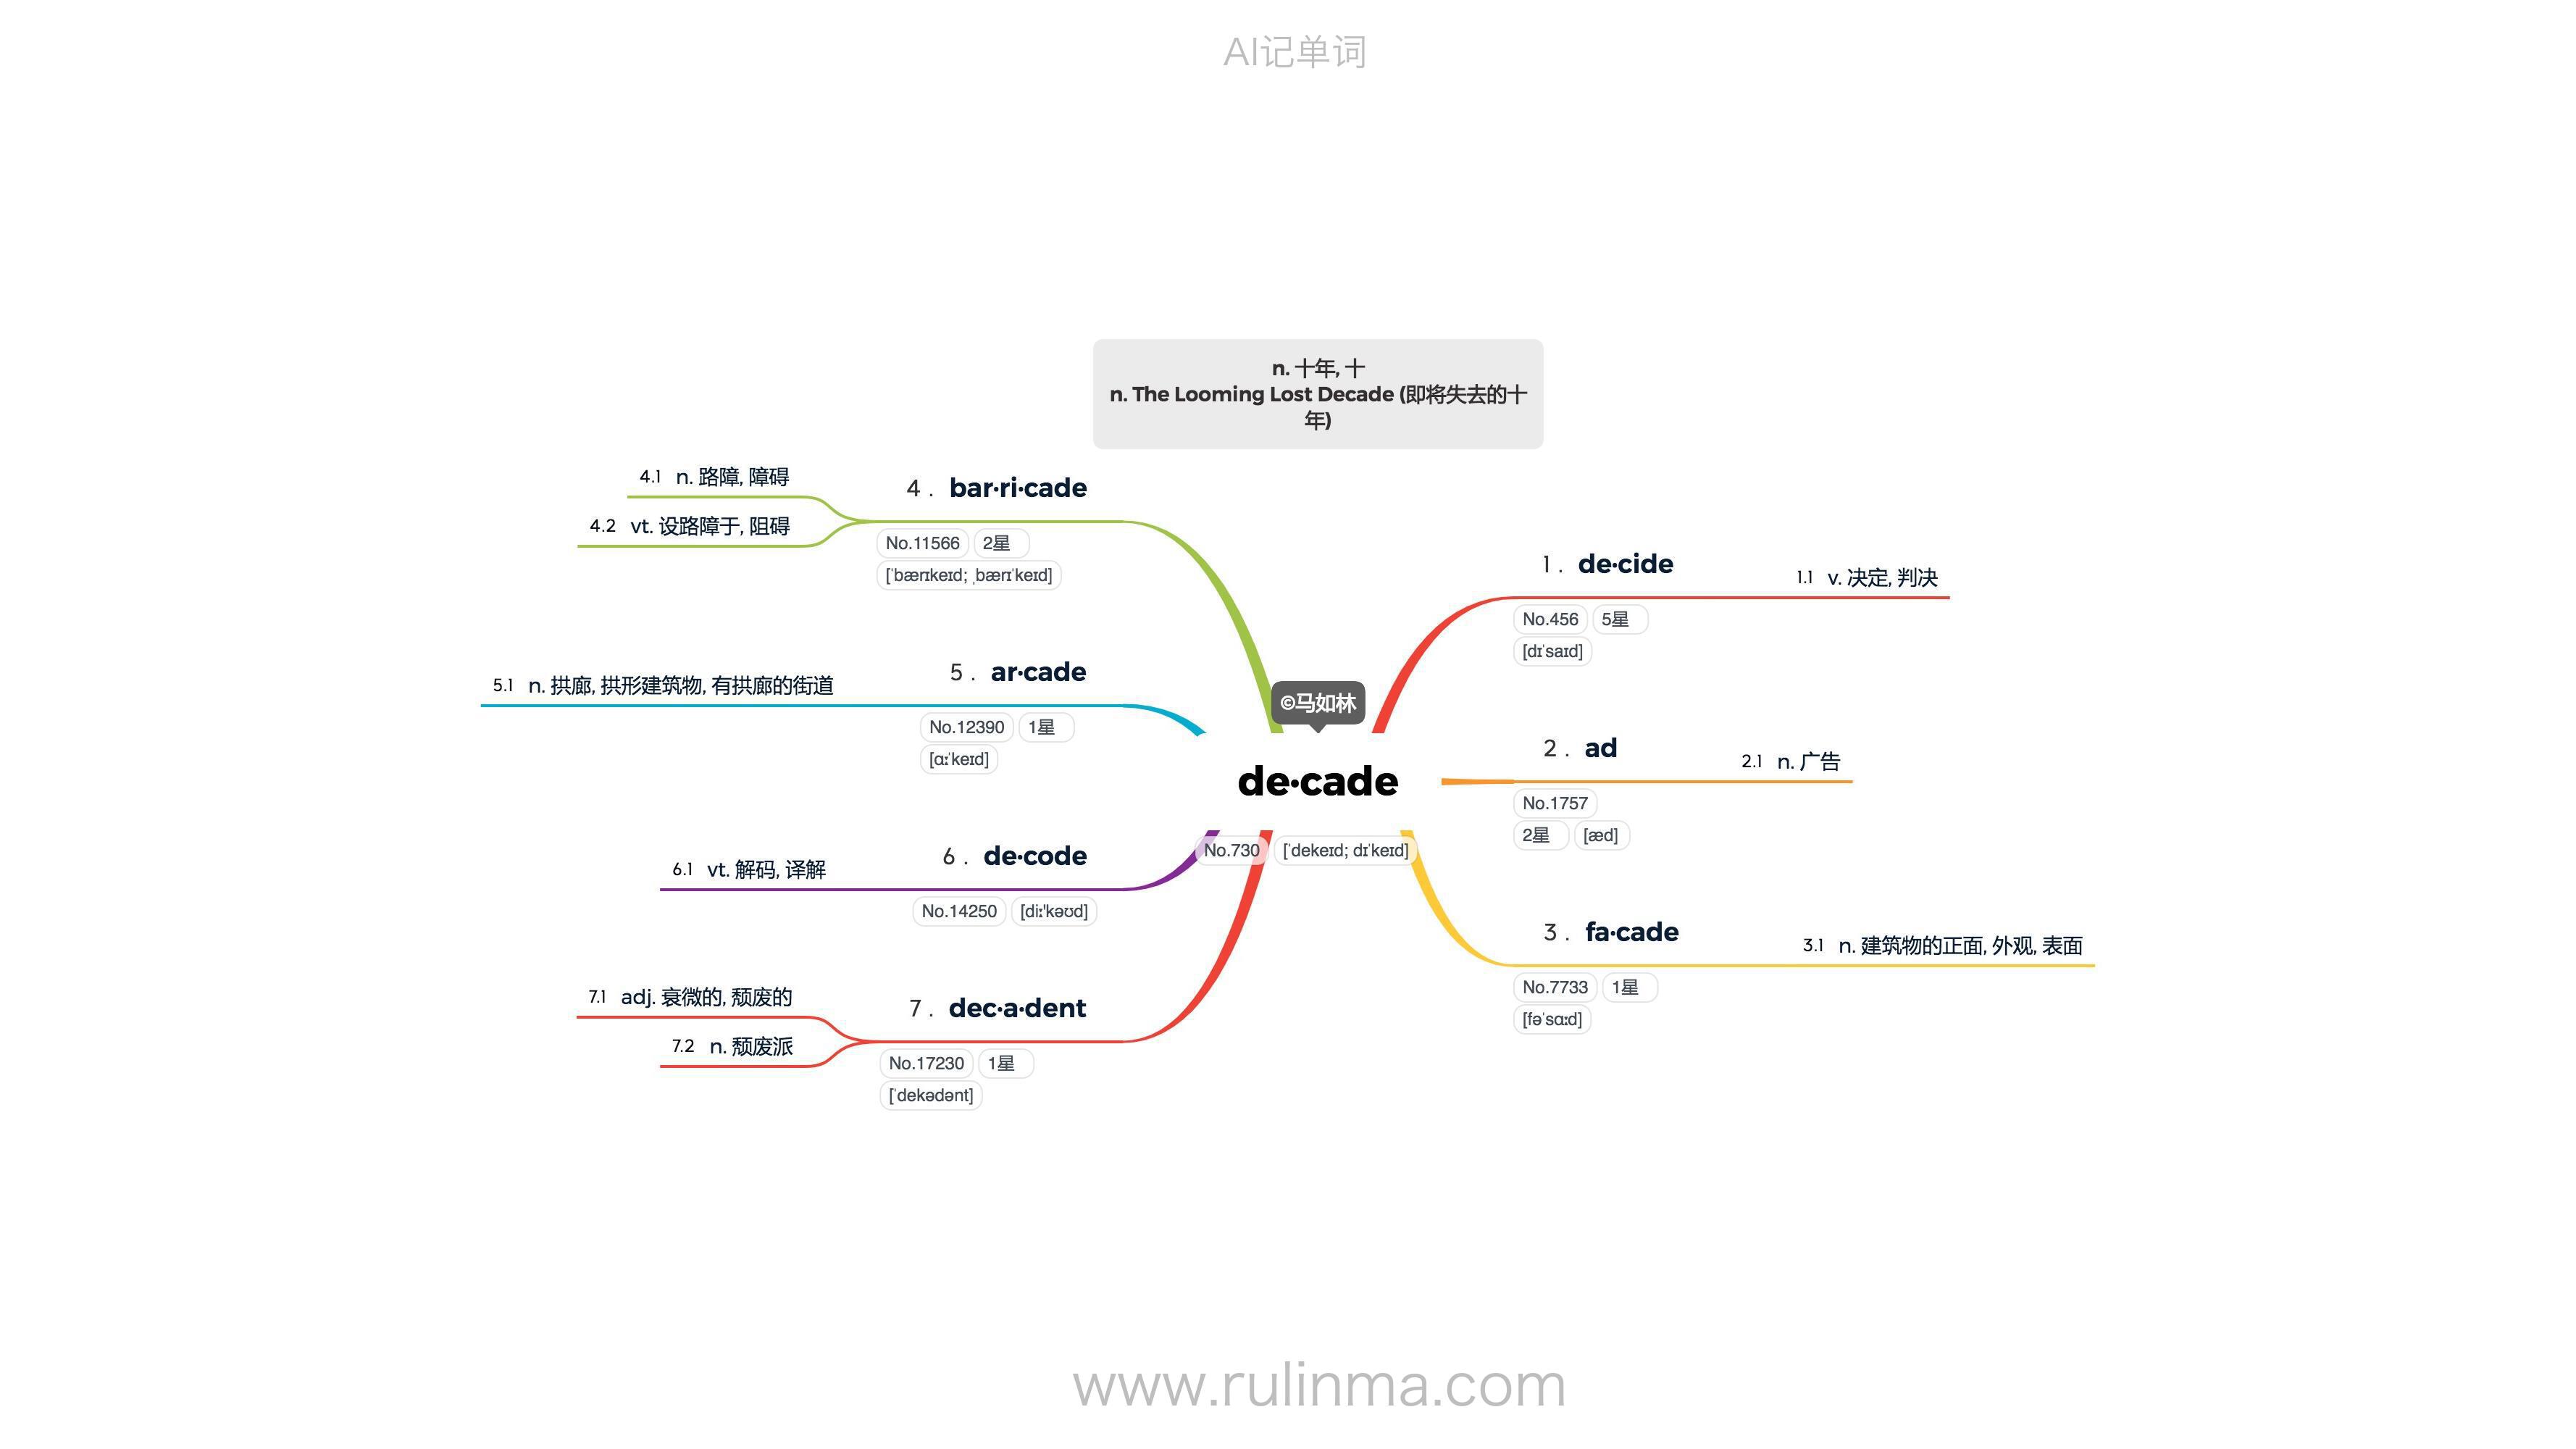 AI记单词
n. 十年, 十
n. The Looming Lost Decade (即将失去的十
年)
©马如林
de·cade
No.730 [ˈdekeɪd; dɪˈkeɪd]
1. de·cide
No.456 5星
[dɪˈsaɪd]
1.1 v. 决定, 判决
2. ad
No.1757
2星 [æd]
2.1 n. 广告
3. fa·cade
No.7733 1星
[fəˈsɑːd]
3.1 n. 建筑物的正面, 外观, 表面
4. bar·ri·cade
No.11566 2星
[ˈbærɪkeɪd; ˌbærɪˈkeɪd]
4.1 n. 路障, 障碍
4.2 vt. 设路障于, 阻碍
5. ar·cade
No.12390 1星
[ɑːˈkeɪd]
5.1 n. 拱廊, 拱形建筑物, 有拱廊的街道
6. de·code
No.14250 [diː'kəʊd]
6.1 vt. 解码, 译解
7. dec·a·dent
No.17230 1星
[ˈdekədənt]
7.1 adj. 衰微的, 颓废的
7.2 n. 颓废派
www.rulinma.com